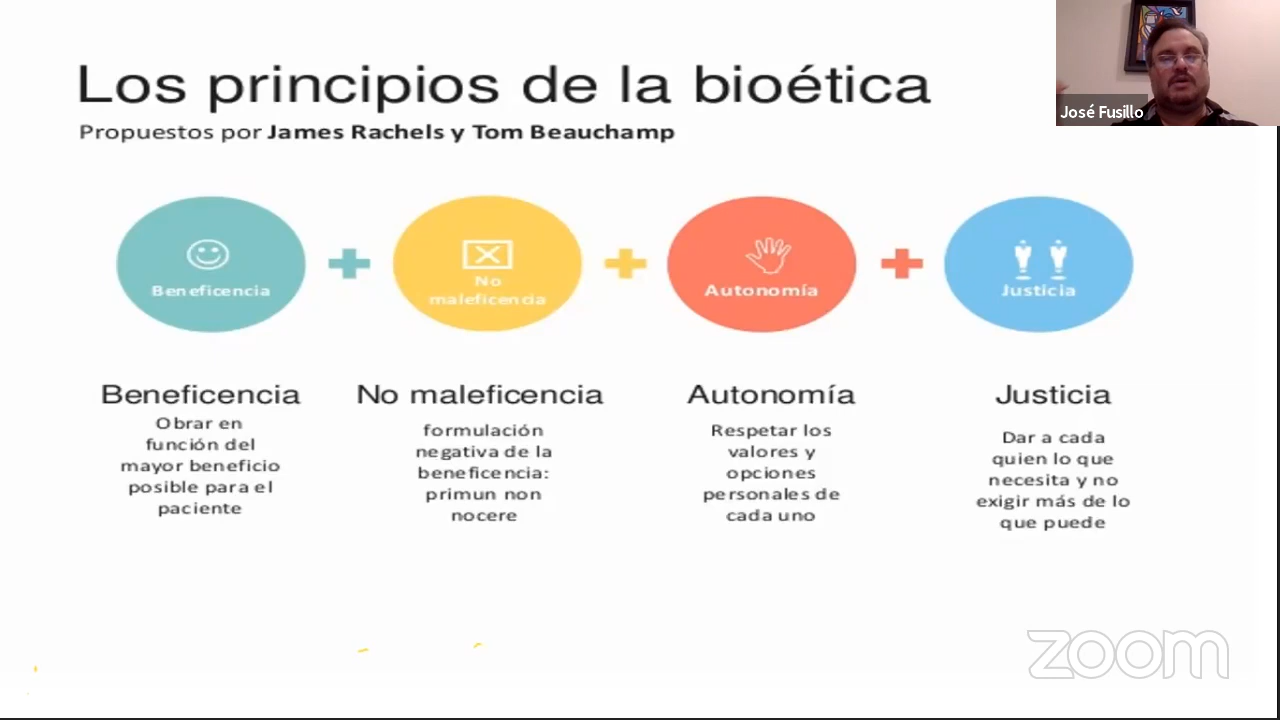 Los principios de la bioética
Propuestos por James Rachels y Tom Beauchamp
José Fusillo
Beneficencia
No
maleficencia
Autonomía
Justicia
Beneficencia
Obrar en
función del
mayor beneficio
posible para el
paciente
No maleficencia
formulación
negativa de la
beneficencia:
primun non
nocere
Autonomía
Respetar los
valores y
opciones
personales de
cada uno
Justicia
Dar a cada
quien lo que
necesita y no
exigir más de lo
que puede
zoom